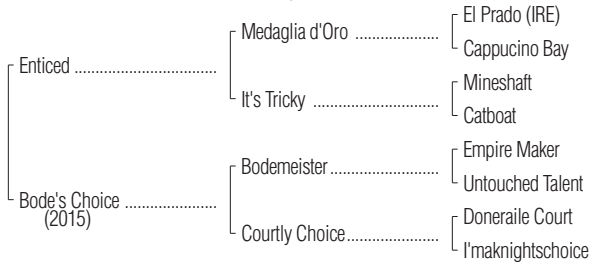 El Prado (IRE)
Medaglia d'Oro ..................
Cappucino Bay
Enticed ...............................
Mineshaft
It's Tricky ...........................
Catboat
Empire Maker
Bodemeister.......................
Untouched Talent
Bode's Choice ....................
(2015)
Doneraile Court
Courtly Choice...................
I'maknightschoice